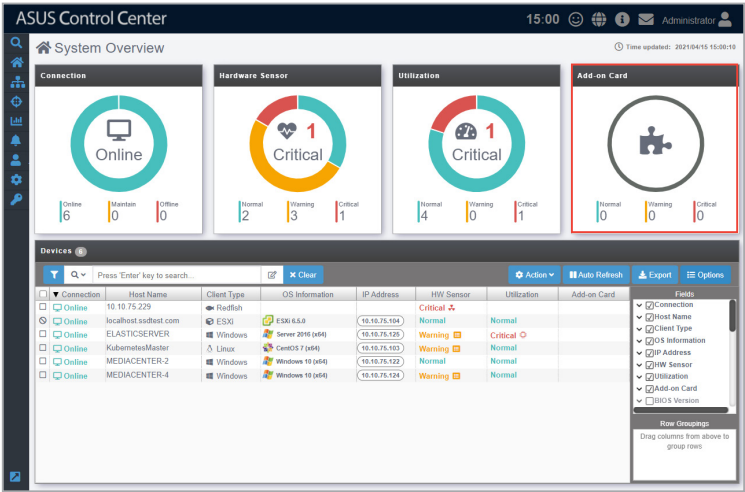 ASUS Control Center
15:00
Administrator
System Overview
Time updated: 2021/04/15 15:00:10
Connection
Online
Online 6
Maintain 0
Offline 0
Hardware Sensor
1
Critical
Normal 2
Warning 3
Critical 1
Utilization
1
Critical
Normal 4
Warning 0
Critical 1
Add-on Card
Normal 0
Warning 0
Critical 0
Devices 6
Press 'Enter' key to search...
Clear
Action
Auto Refresh
Export
Options
Connection Host Name Client Type OS Information IP Address HW Sensor Utilization Add-on Card
Online 10.10.75.229 Redfish Critical
Online localhost.ssdtest.com ESXi ESXi 6.5.0 10.10.75.104 Normal Normal
Online ELASTICSERVER Windows Server 2016 (x64) 10.10.75.125 Warning Critical
Online KubernetesMaster Linux CentOS 7 (x64) 10.10.75.103 Warning Normal
Online MEDIACENTER-2 Windows Windows 10 (x64) 10.10.75.122 Normal Normal
Online MEDIACENTER-4 Windows Windows 10 (x64) 10.10.75.124 Warning Normal
Fields
Connection
Host Name
Client Type
OS Information
IP Address
HW Sensor
Utilization
Add-on Card
BIOS Version
Row Groupings
Drag columns from above to
group rows